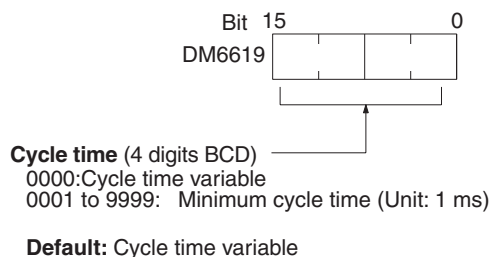 Bit 15 0
DM6619
Cycle time (4 digits BCD)
0000:Cycle time variable
0001 to 9999: Minimum cycle time (Unit: 1 ms)
Default: Cycle time variable